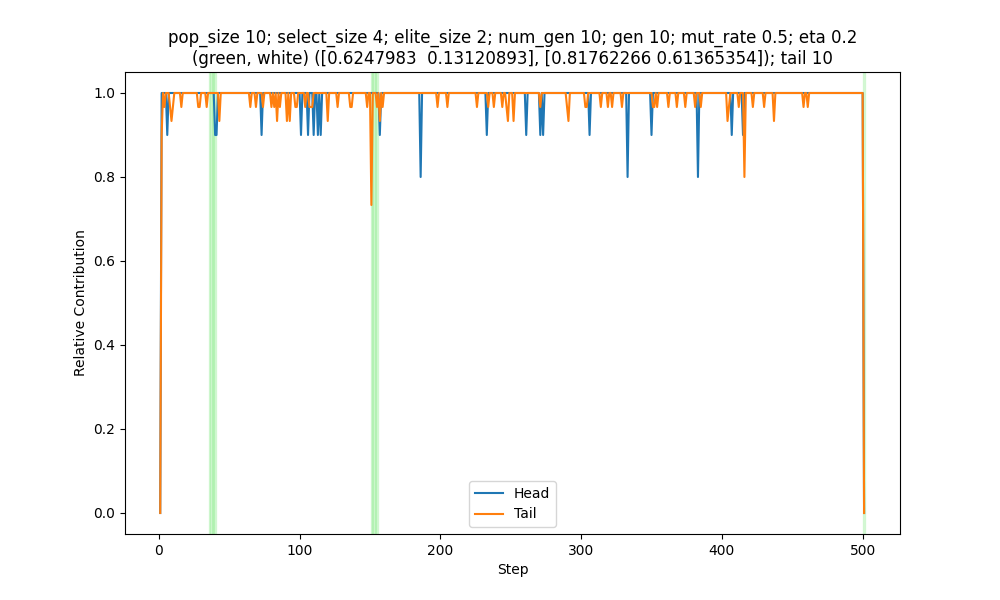 pop_size 10; select_size 4; elite_size 2; num_gen 10; gen 10; mut_rate 0.5; eta 0.2
(green, white) ([0.6247983  0.13120893], [0.81762266 0.61365354]); tail 10
Relative Contribution
1.0
0.8
0.6
0.4
0.2
0.0
Head
Tail
0
100
200
300
400
500
Step